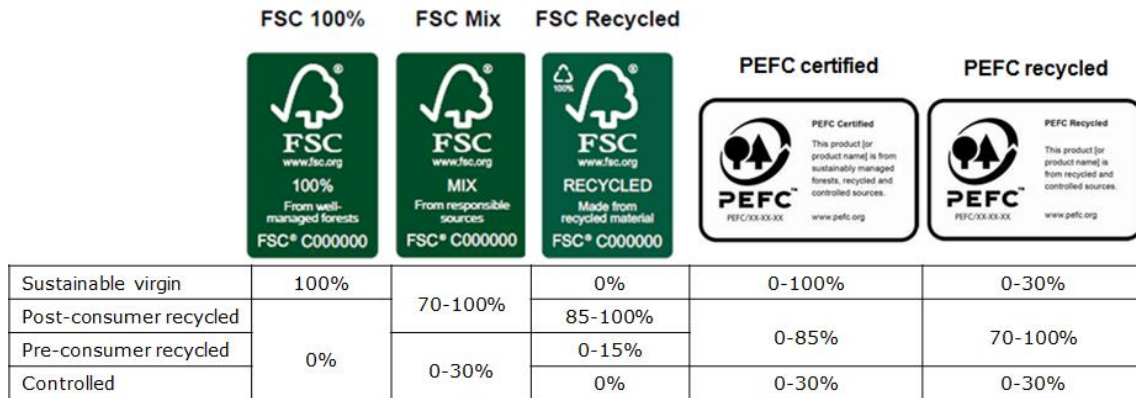 FSC 100%
FSC Mix
FSC Recycled
PEFC certified
PEFC recycled
®
FSC
www.fsc.org
100%
From well-
managed forests
FSC® C000000
®
FSC
www.fsc.org
MIX
From responsible
sources
FSC® C000000
100%
®
FSC
www.fsc.org
RECYCLED
Made from
recycled material
FSC® C000000
PEFC™
PEFC/XX-XX-XX
PEFC Certified
This product [or
product name] is from
sustainably managed
forests, recycled and
controlled sources.
www.pefc.org
PEFC™
PEFC/XX-XX-XX
PEFC Recycled
This product [or
product name] is
from recycled and
controlled sources.
www.pefc.org
Sustainable virgin 100% 70-100% 0% 0-100% 0-30%
Post-consumer recycled 0% 85-100% 0-85% 70-100%
Pre-consumer recycled 0-30% 0-15%
Controlled 0% 0-30% 0-30%